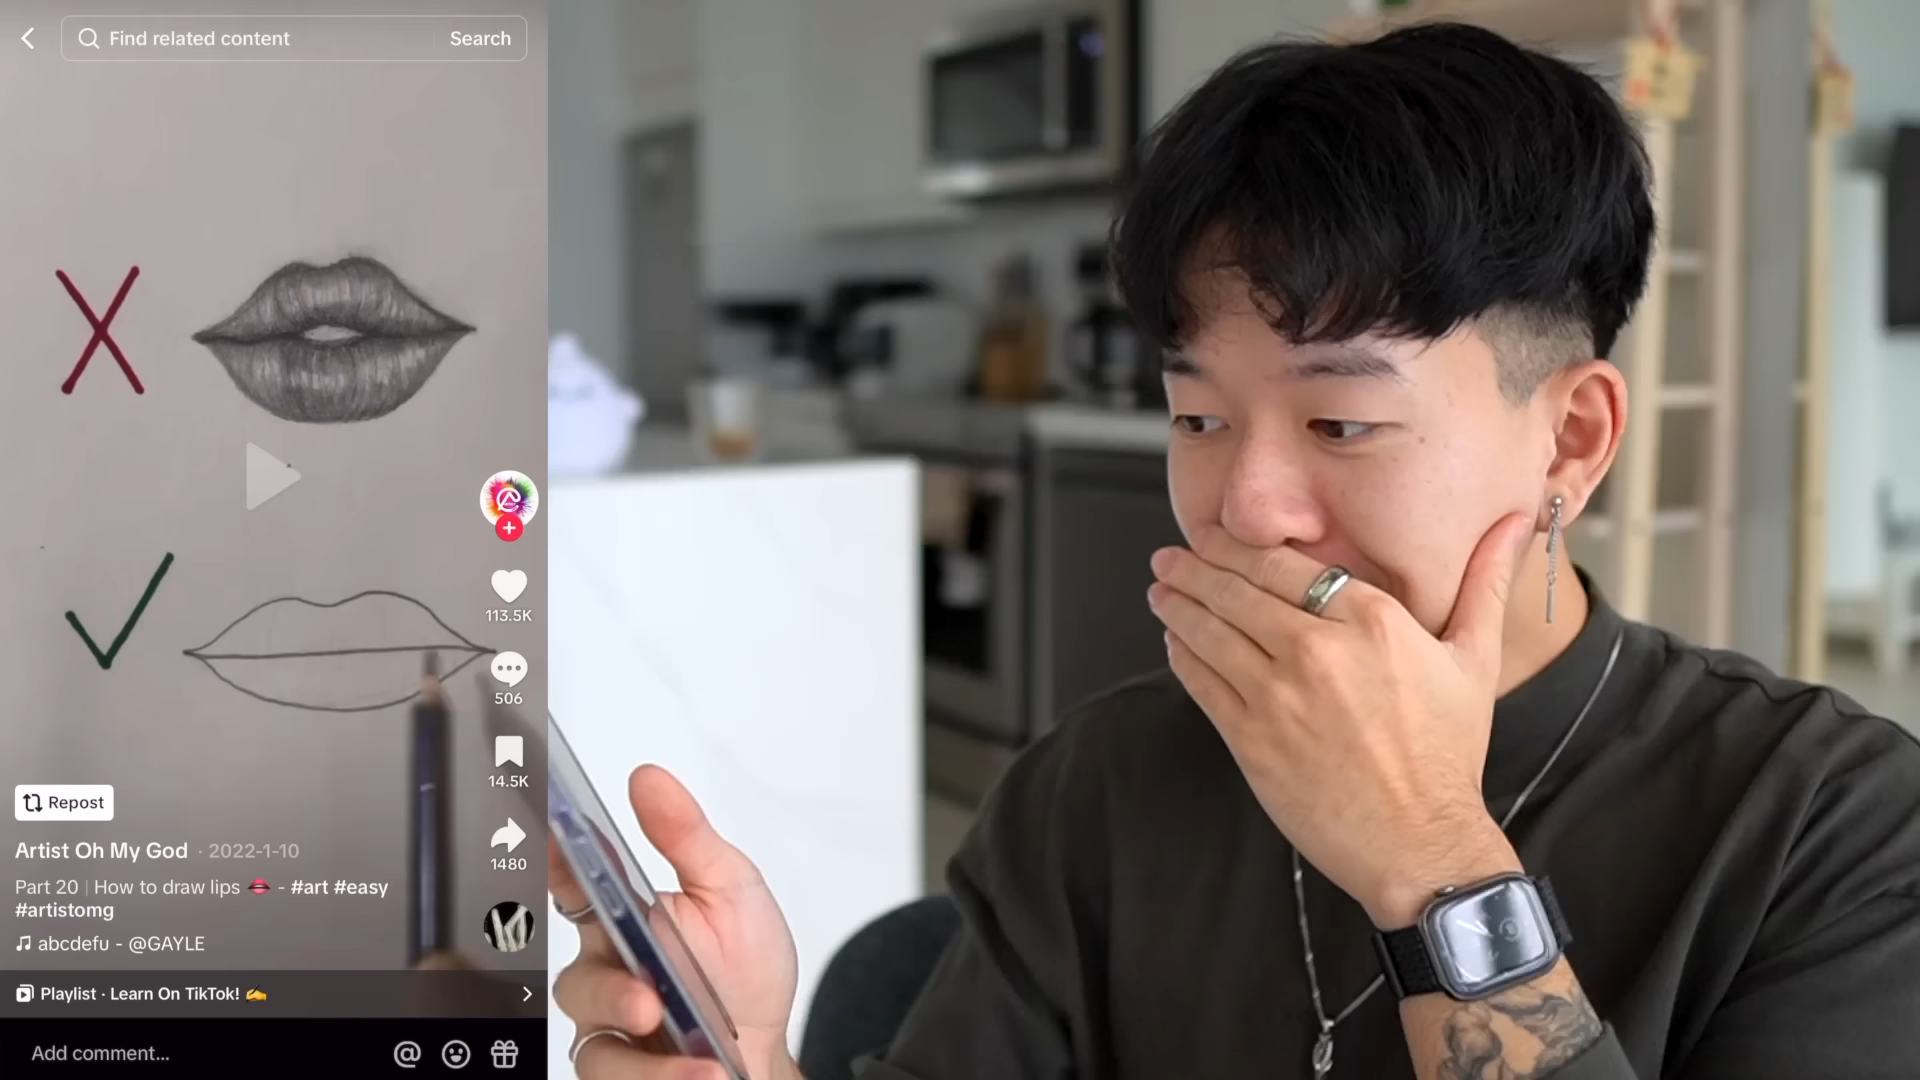 Find related content
Search
113.5K
506
14.5K
1480
Repost
Artist Oh My God · 2022-1-10
Part 20 | How to draw lips 🫦 - #art #easy
#artistomg
abcdefu - @GAYLE
Playlist · Learn On TikTok! ✍️
Add comment...